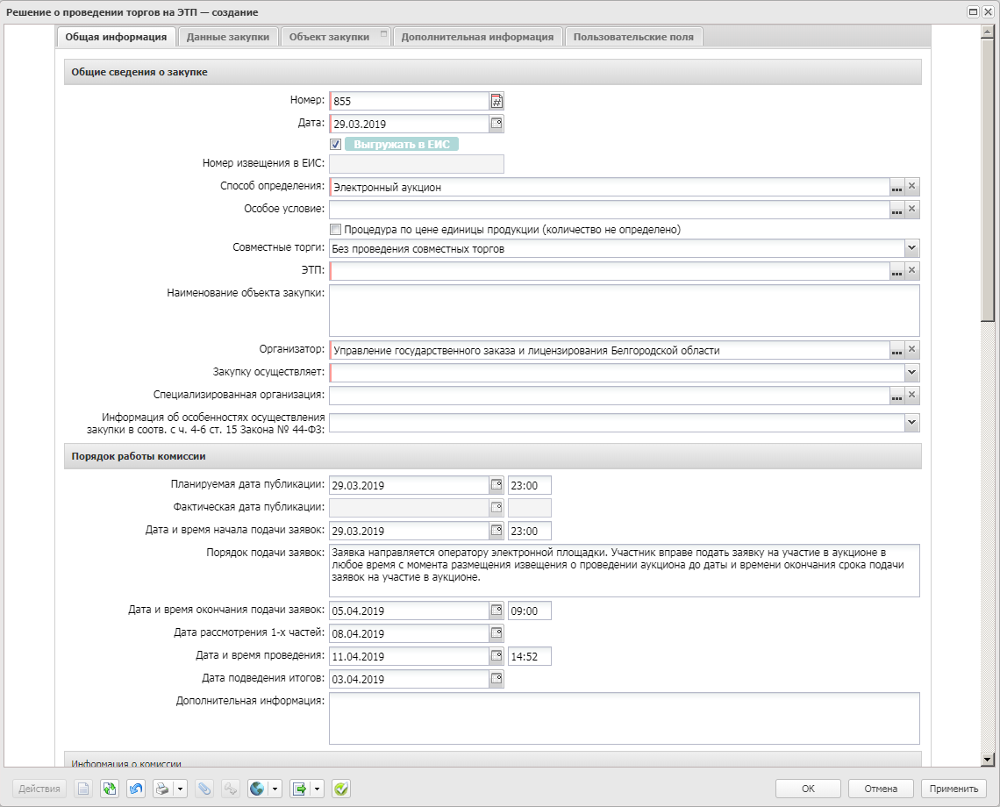 Решение о проведении торгов на ЭТП — создание
Общая информация
Данные закупки
Объект закупки
Дополнительная информация
Пользовательские поля
Общие сведения о закупке
Номер: 855
Дата: 29.03.2019
Выгружать в ЕИС
Номер извещения в ЕИС:
Способ определения: Электронный аукцион
Особое условие:
Процедура по цене единицы продукции (количество не определено)
Совместные торги: Без проведения совместных торгов
ЭТП:
Наименование объекта закупки:
Организатор: Управление государственного заказа и лицензирования Белгородской области
Закупку осуществляет:
Специализированная организация:
Информация об особенностях осуществления
закупки в соотв. с ч. 4-6 ст. 15 Закона № 44-ФЗ:
Порядок работы комиссии
Планируемая дата публикации: 29.03.2019 23:00
Фактическая дата публикации:
Дата и время начала подачи заявок: 29.03.2019 23:00
Порядок подачи заявок: Заявка направляется оператору электронной площадки. Участник вправе подать заявку на участие в аукционе в
любое время с момента размещения извещения о проведении аукциона до даты и времени окончания срока подачи
заявок на участие в аукционе.
Дата и время окончания подачи заявок: 05.04.2019 09:00
Дата рассмотрения 1-х частей: 08.04.2019
Дата и время проведения: 11.04.2019 14:52
Дата подведения итогов: 03.04.2019
Дополнительная информация:
Информация о комиссии
Действия
ОК
Отмена
Применить